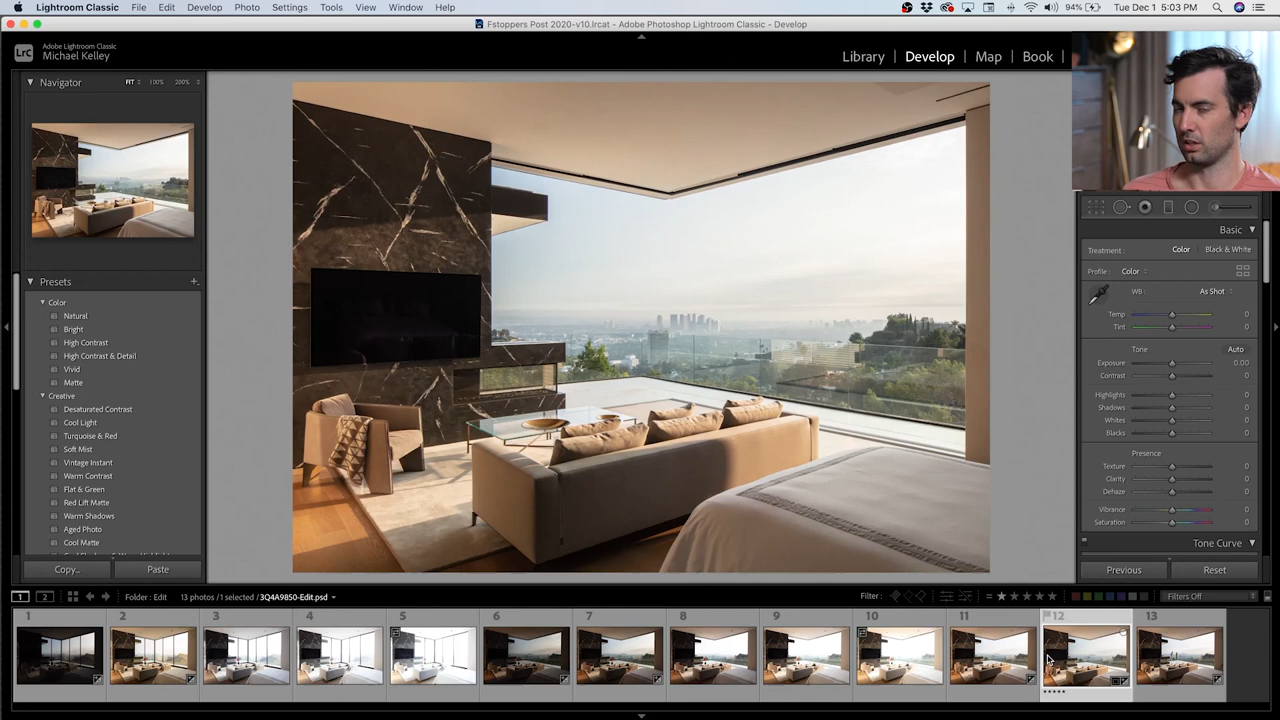 Lightroom Classic File Edit Develop Photo Settings Tools View Window Help 94% Tue Dec 1 5:03 PM
Fstoppers Post 2020-v10.lrcat - Adobe Photoshop Lightroom Classic - Develop
Lrc Adobe Lightroom Classic
Michael Kelley
Library Develop Map Book
Navigator FIT 100% 200%
Presets
Color
Natural
Bright
High Contrast
High Contrast & Detail
Vivid
Matte
Creative
Desaturated Contrast
Cool Light
Turquoise & Red
Soft Mist
Vintage Instant
Warm Contrast
Flat & Green
Red Lift Matte
Warm Shadows
Aged Photo
Cool Matte
Copy... Paste
Basic
Treatment : Color Black & White
Profile : Color
WB: As Shot
Temp 0
Tint 0
Tone Auto
Exposure 0.00
Contrast 0
Highlights 0
Shadows 0
Whites 0
Blacks 0
Presence
Texture 0
Clarity 0
Dehaze 0
Vibrance 0
Saturation 0
Tone Curve
Previous Reset
1 2 Folder : Edit 13 photos / 1 selected / 3Q4A9850-Edit.psd Filter : Filters Off
1 2 3 4 5 6 7 8 9 10 11 12 13